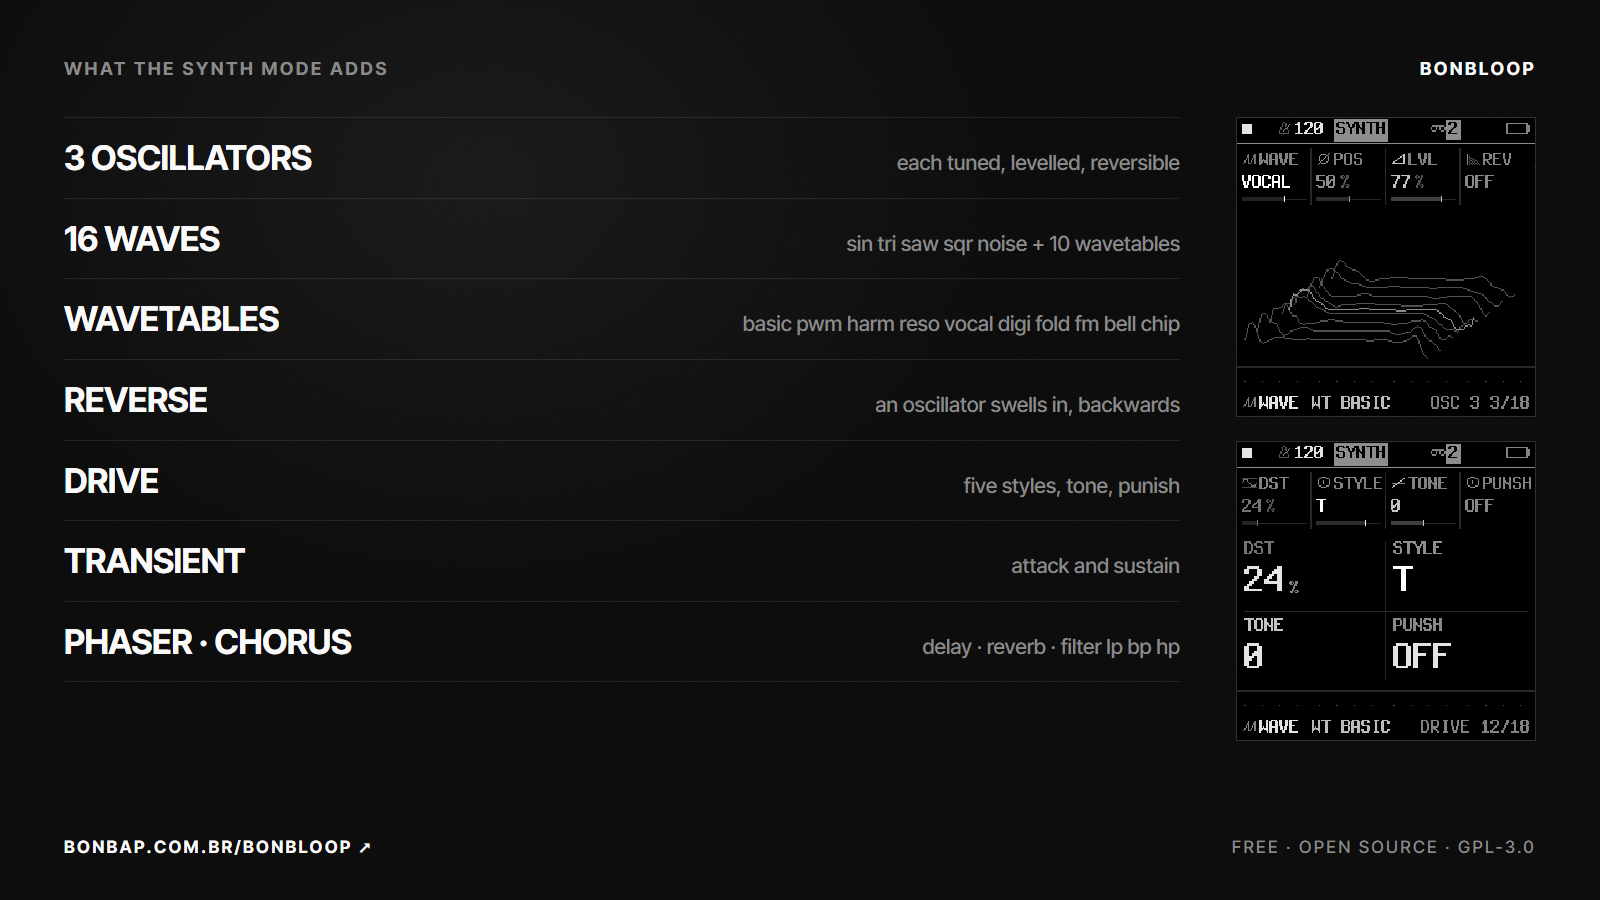 WHAT THE SYNTH MODE ADDS
BONBLOOP
3 OSCILLATORS
each tuned, levelled, reversible
16 WAVES
sin tri saw sqr noise + 10 wavetables
WAVETABLES
basic pwm harm reso vocal digi fold fm bell chip
REVERSE
an oscillator swells in, backwards
DRIVE
five styles, tone, punish
TRANSIENT
attack and sustain
PHASER · CHORUS
delay · reverb · filter lp bp hp
120 SYNTH 2
WAVE POS LVL REV
VOCAL 50% 77% OFF
WAVE WT BASIC OSC 3 3/18
120 SYNTH 2
DST STYLE TONE PUNSH
24% T 0 OFF
DST STYLE
24% T
TONE PUNSH
0 OFF
WAVE WT BASIC DRIVE 12/18
BONBAP.COM.BR/BONBLOOP ↗
FREE · OPEN SOURCE · GPL-3.0